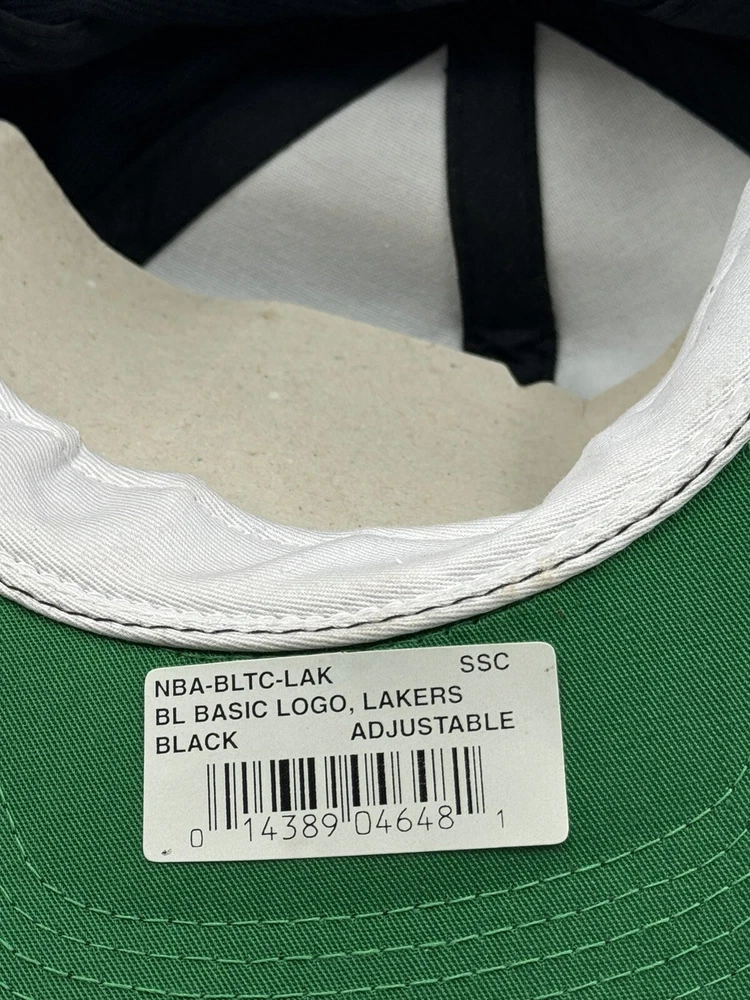 NBA-BLTC-LAK SSC
BL BASIC LOGO, LAKERS
BLACK ADJUSTABLE
0 14389 04648 1